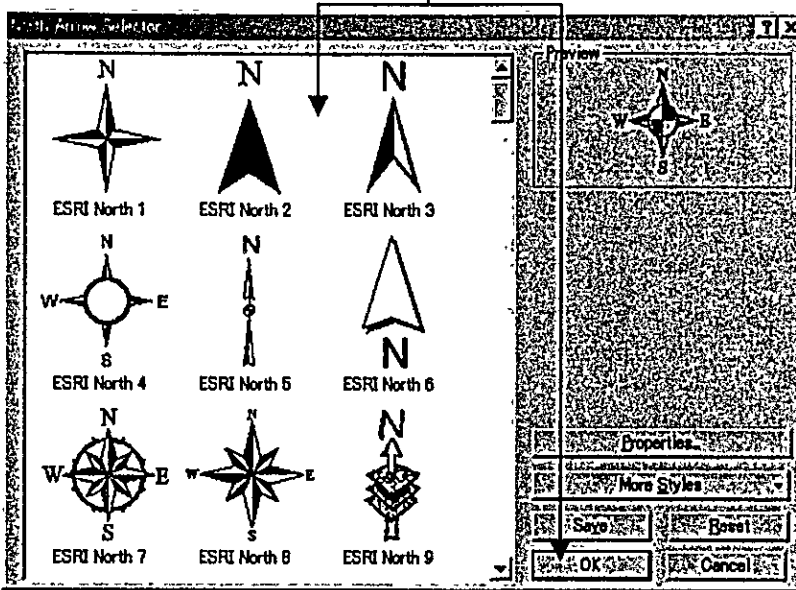 North Arrow Selector
? X
N
N
N
ESRI North 1
ESRI North 2
ESRI North 3
N
W E
S
N
N
ESRI North 4
ESRI North 5
ESRI North 6
N
W E
S
N
W E
S
N
ESRI North 7
ESRI North 8
ESRI North 9
Preview
N
W E
S
Properties...
More Styles
Save
Reset
OK
Cancel